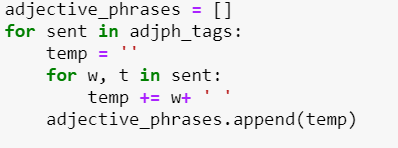 adjective_phrases = []
for sent in adjph_tags:
    temp = ''
    for w, t in sent:
        temp += w+ ' '
    adjective_phrases.append(temp)